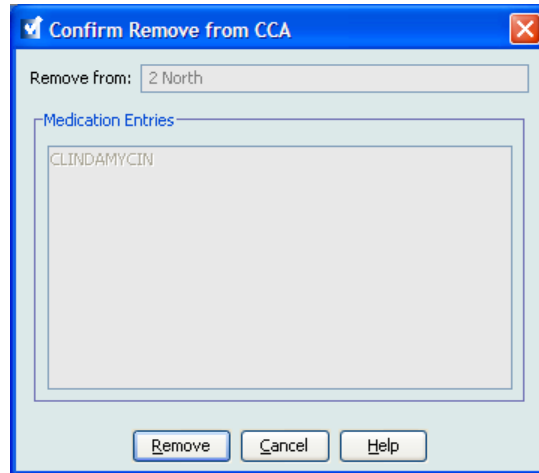 Confirm Remove from CCA
Remove from: 2 North
Medication Entries
CLINDAMYCIN
Remove Cancel Help